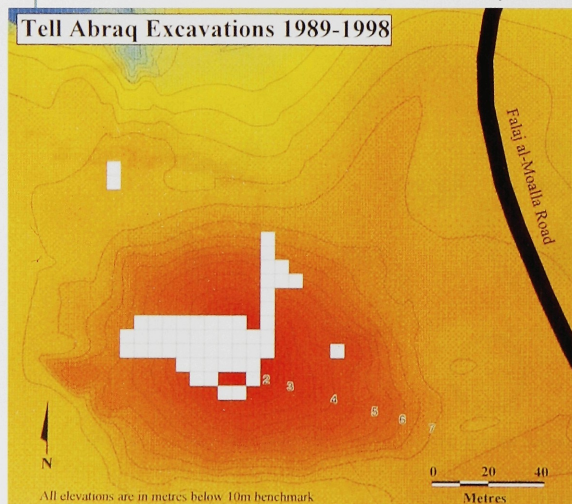 Tell Abraq Excavations 1989-1998
Falaj al-Moalla Road
2
3
4
5
6
7
N
0 20 40
Metres
All elevations are in metres below 10m benchmark